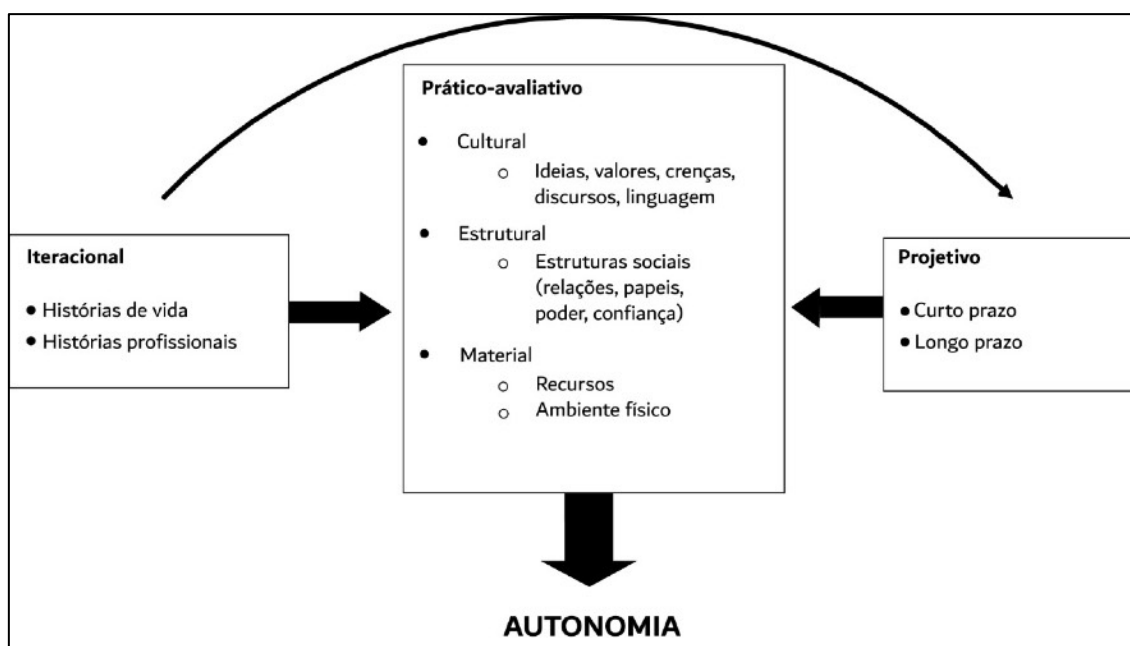 Prático-avaliativo
• Cultural
o Ideias, valores, crenças,
discursos, linguagem
• Estrutural
o Estruturas sociais
(relações, papeis,
poder, confiança)
• Material
o Recursos
o Ambiente físico
Iteracional
• Histórias de vida
• Histórias profissionais
Projetivo
• Curto prazo
• Longo prazo
AUTONOMIA